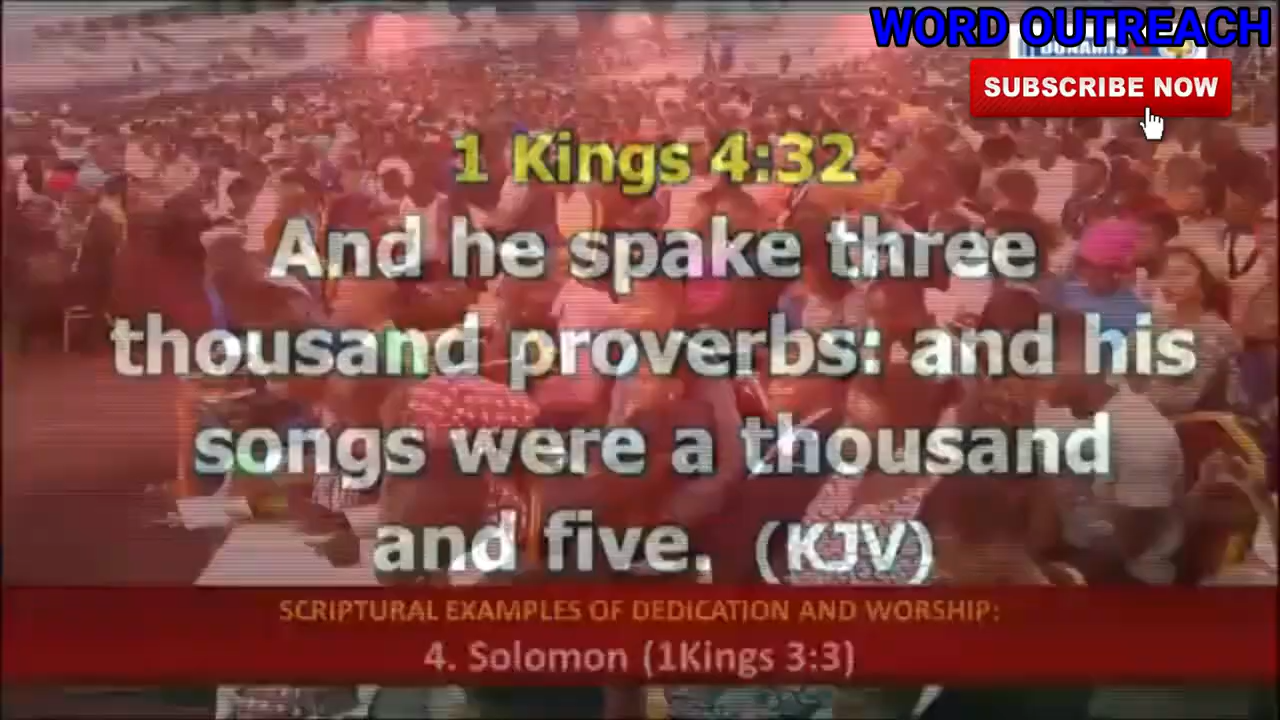 WORD OUTREACH
DUNAMIS
SUBSCRIBE NOW
1 Kings 4:32
And he spake three
thousand proverbs: and his
songs were a thousand
and five. (KJV)
SCRIPTURAL EXAMPLES OF DEDICATION AND WORSHIP:
4. Solomon (1Kings 3:3)